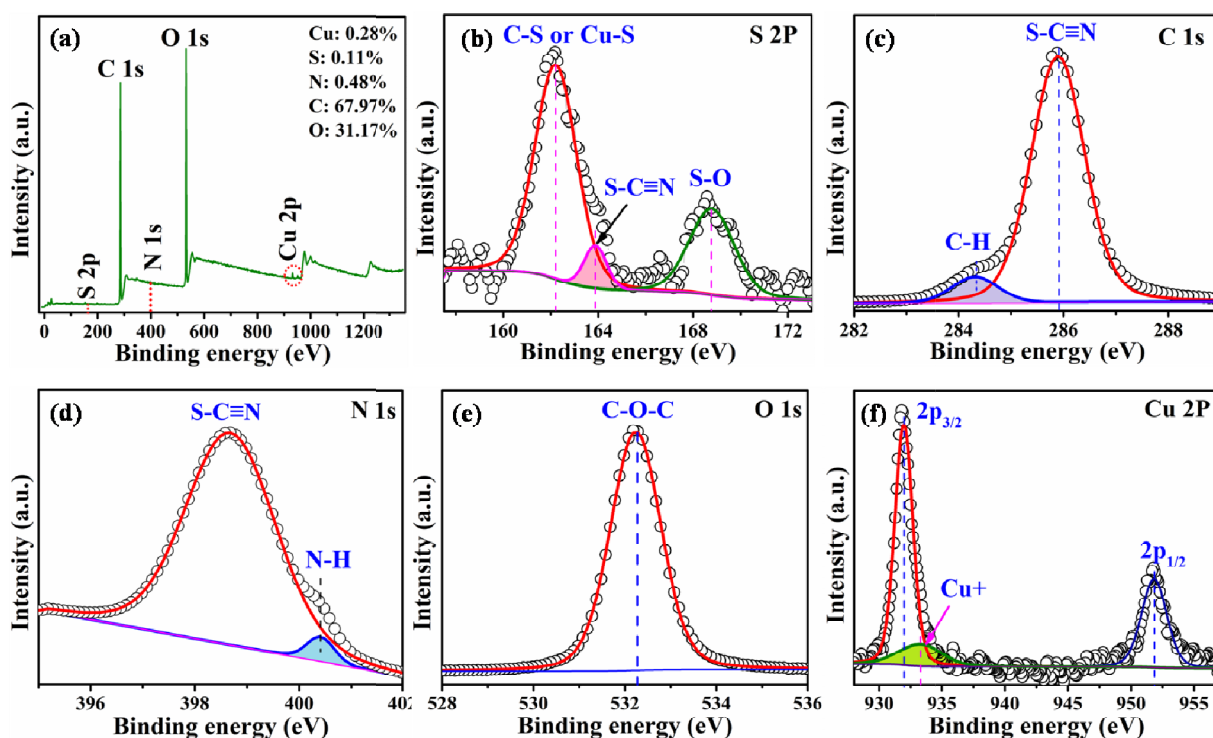 (a)
C 1s
O 1s
Cu: 0.28%
S: 0.11%
N: 0.48%
C: 67.97%
O: 31.17%
S 2p
N 1s
Cu 2p
Intensity (a.u.)
0 200 400 600 800 1000 1200
Binding energy (eV)
(b)
C-S or Cu-S
S 2P
S-C≡N
S-O
Intensity (a.u.)
160 164 168 172
Binding energy (eV)
(c)
S-C≡N
C 1s
C-H
Intensity (a.u.)
282 284 286 288
Binding energy (eV)
(d)
S-C≡N
N 1s
N-H
Intensity (a.u.)
396 398 400
Binding energy (eV)
(e)
C-O-C
O 1s
Intensity (a.u.)
528 530 532 534 536
Binding energy (eV)
(f)
2p3/2
Cu 2P
Cu+
2p1/2
Intensity (a.u.)
930 935 940 945 950 955
Binding energy (eV)